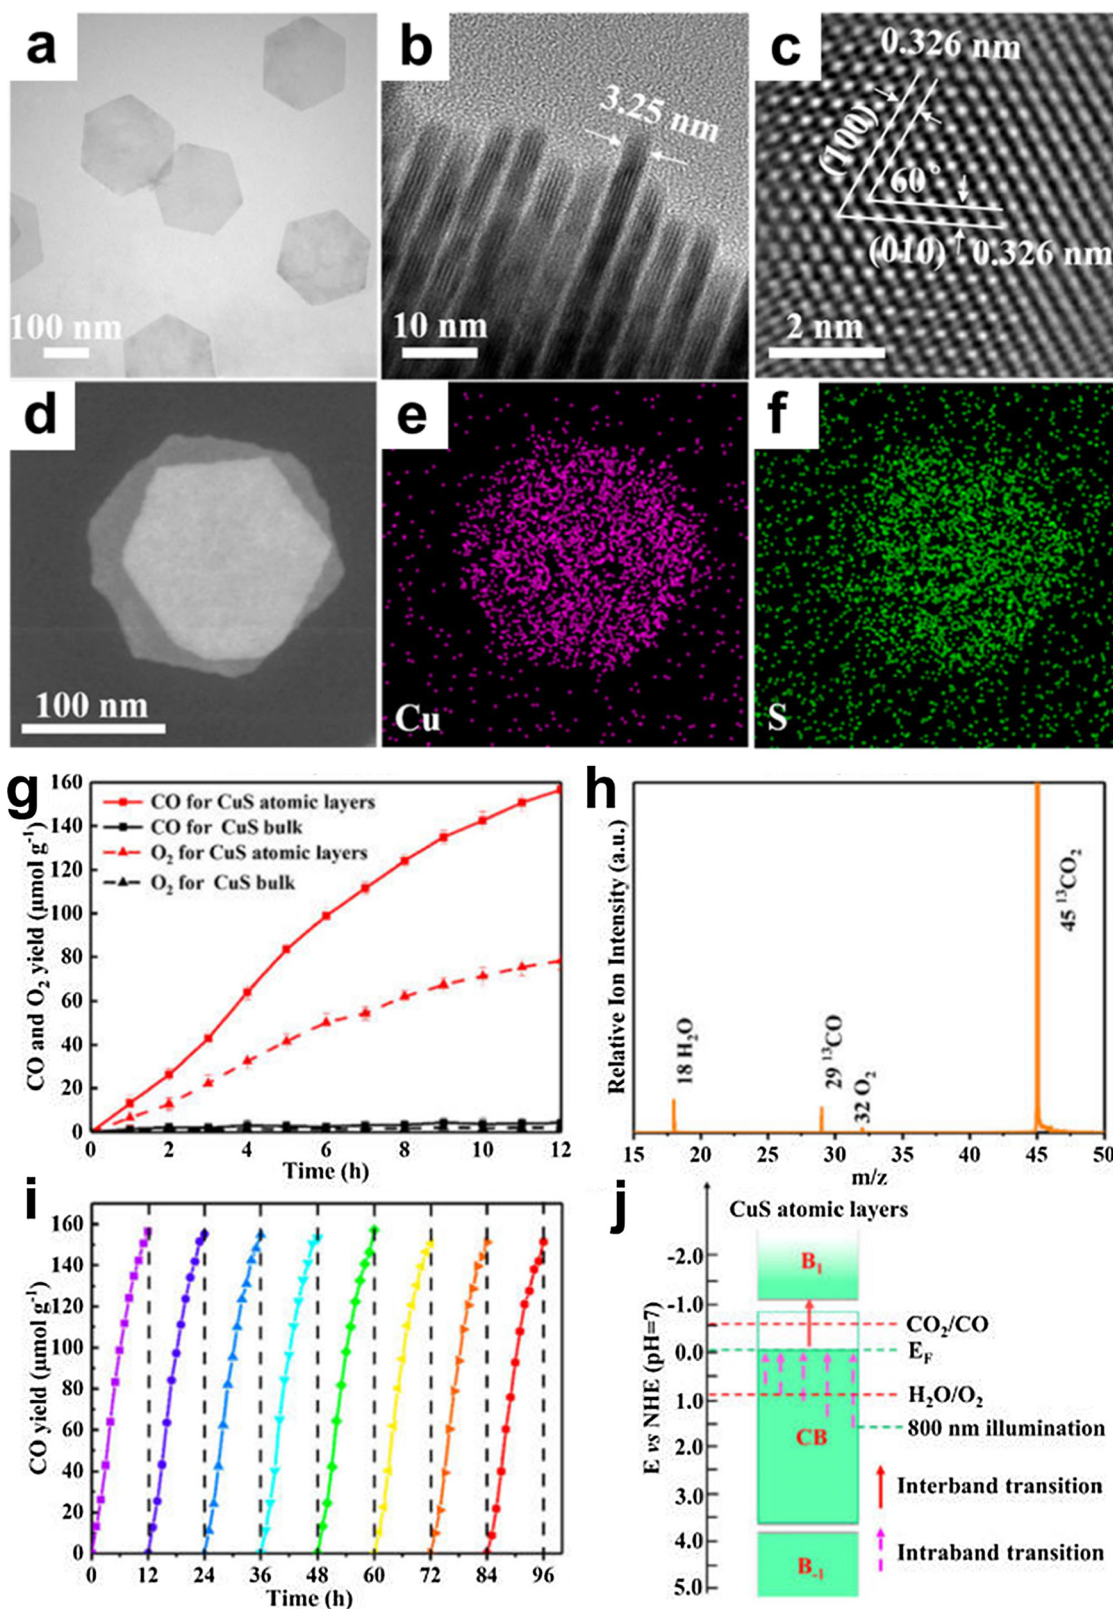 a
100 nm
b
3.25 nm
10 nm
c
0.326 nm
(100)
60°
(010)
0.326 nm
2 nm
d
100 nm
e
Cu
f
S
g
CO and O2 yield (μmol g-1)
160
140
120
100
80
60
40
20
0
CO for CuS atomic layers
CO for CuS bulk
O2 for CuS atomic layers
O2 for CuS bulk
0 2 4 6 8 10 12
Time (h)
h
Relative Ion Intensity (a.u.)
18 H2O
29 13CO
32 O2
45 13CO2
15 20 25 30 35 40 45 50
m/z
i
CO yield (μmol g-1)
160
140
120
100
80
60
40
20
0
0 12 24 36 48 60 72 84 96
Time (h)
j
CuS atomic layers
E vs NHE (pH=7)
-2.0
-1.0
0.0
1.0
2.0
3.0
4.0
5.0
B1
CB
B-1
CO2/CO
EF
H2O/O2
800 nm illumination
Interband transition
Intraband transition